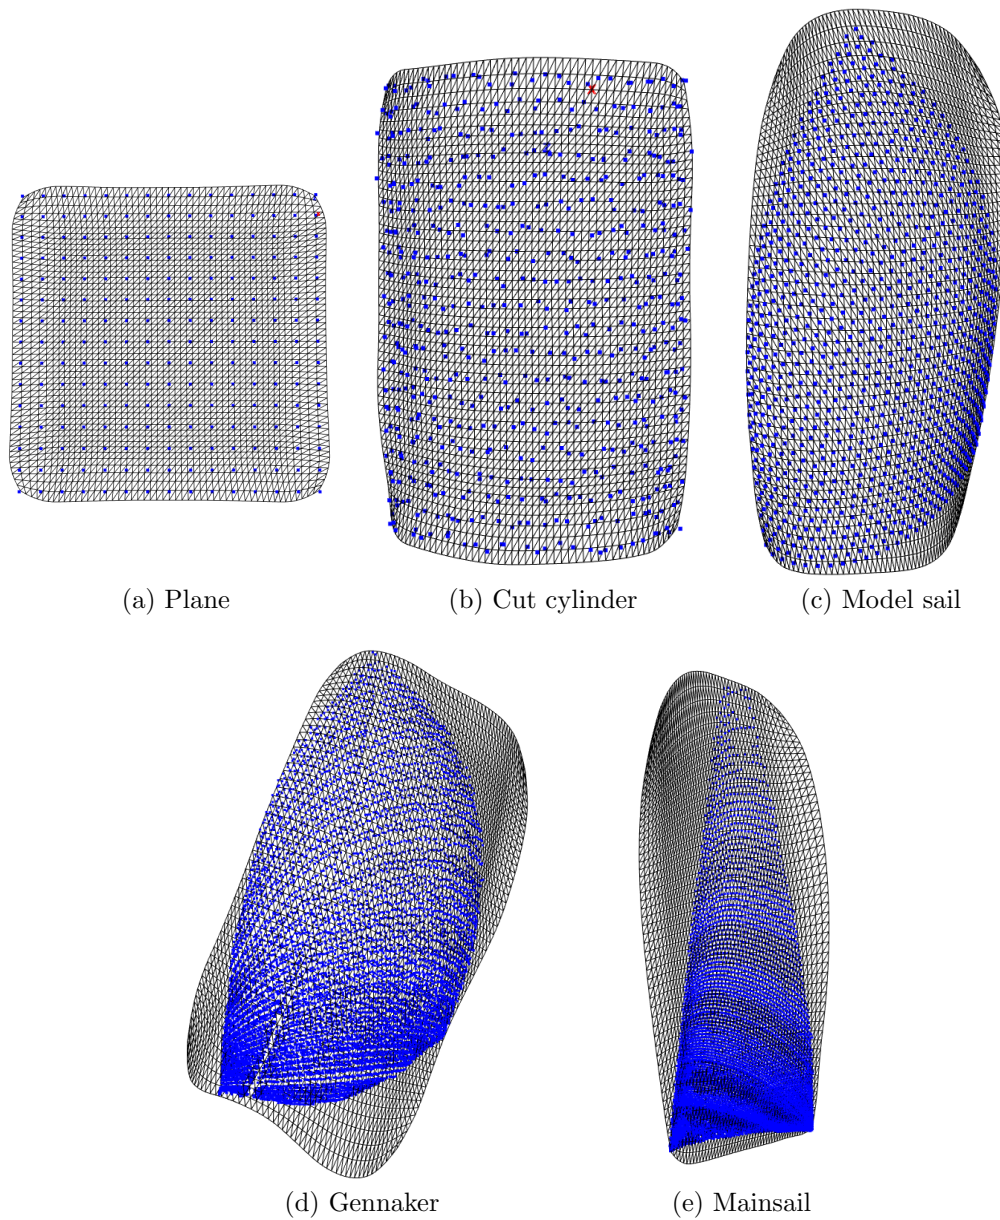 (a) Plane
(b) Cut cylinder
(c) Model sail
(d) Gennaker
(e) Mainsail